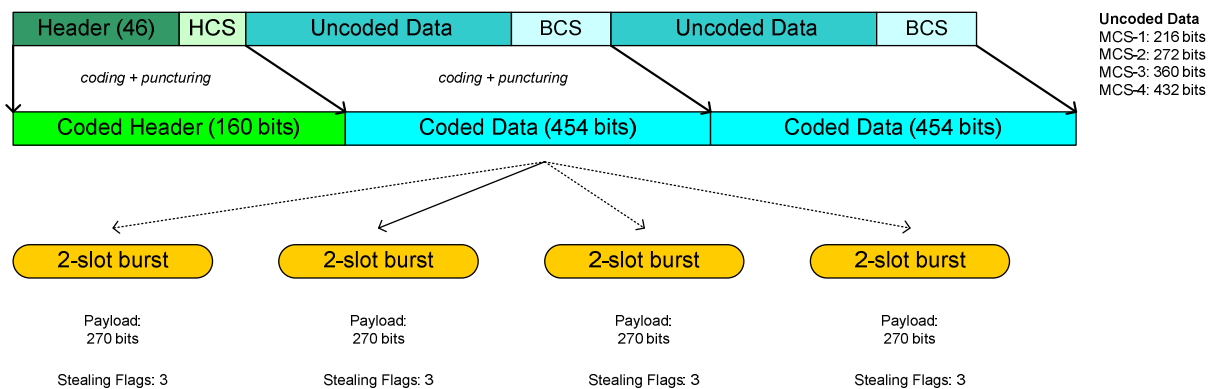 Header (46) HCS Uncoded Data BCS Uncoded Data BCS
Uncoded Data
MCS-1: 216 bits
MCS-2: 272 bits
MCS-3: 360 bits
MCS-4: 432 bits
coding + puncturing coding + puncturing
Coded Header (160 bits) Coded Data (454 bits) Coded Data (454 bits)
2-slot burst 2-slot burst 2-slot burst 2-slot burst
Payload: Payload: Payload: Payload:
270 bits 270 bits 270 bits 270 bits
Stealing Flags: 3 Stealing Flags: 3 Stealing Flags: 3 Stealing Flags: 3